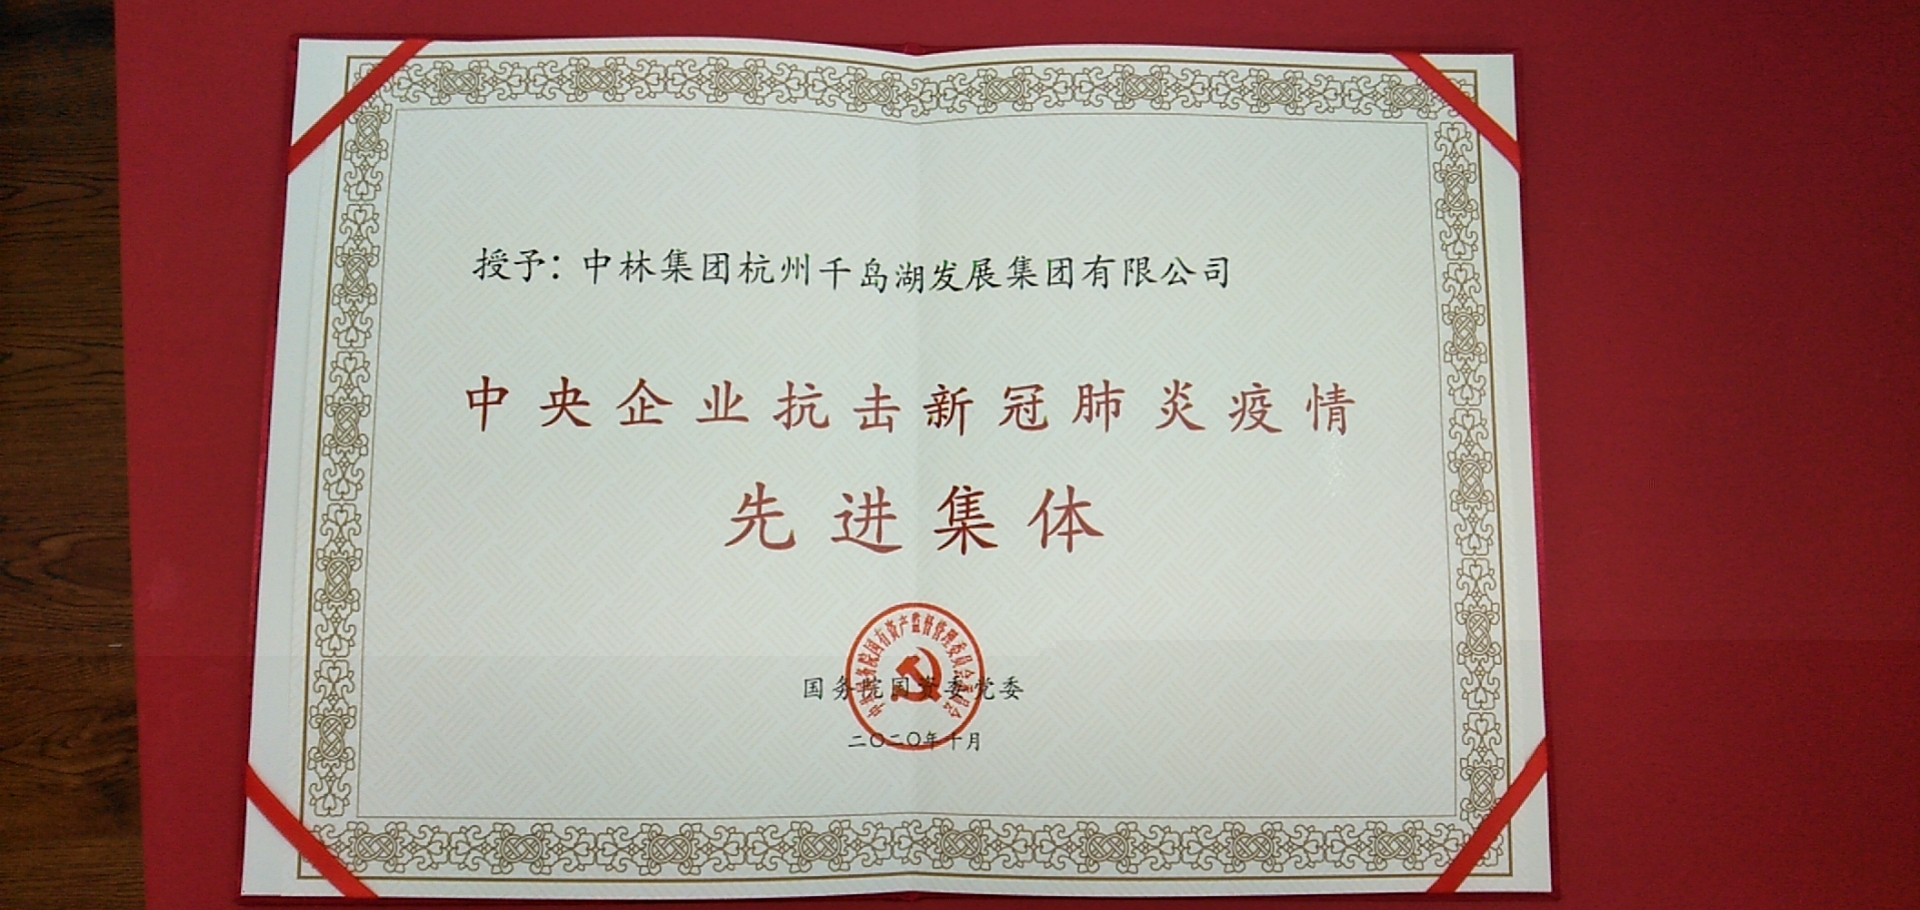 授予：中林集团杭州千岛湖发展集团有限公司
中央企业抗击新冠肺炎疫情
先进集体
国务院国资委党委
二〇二〇年十月